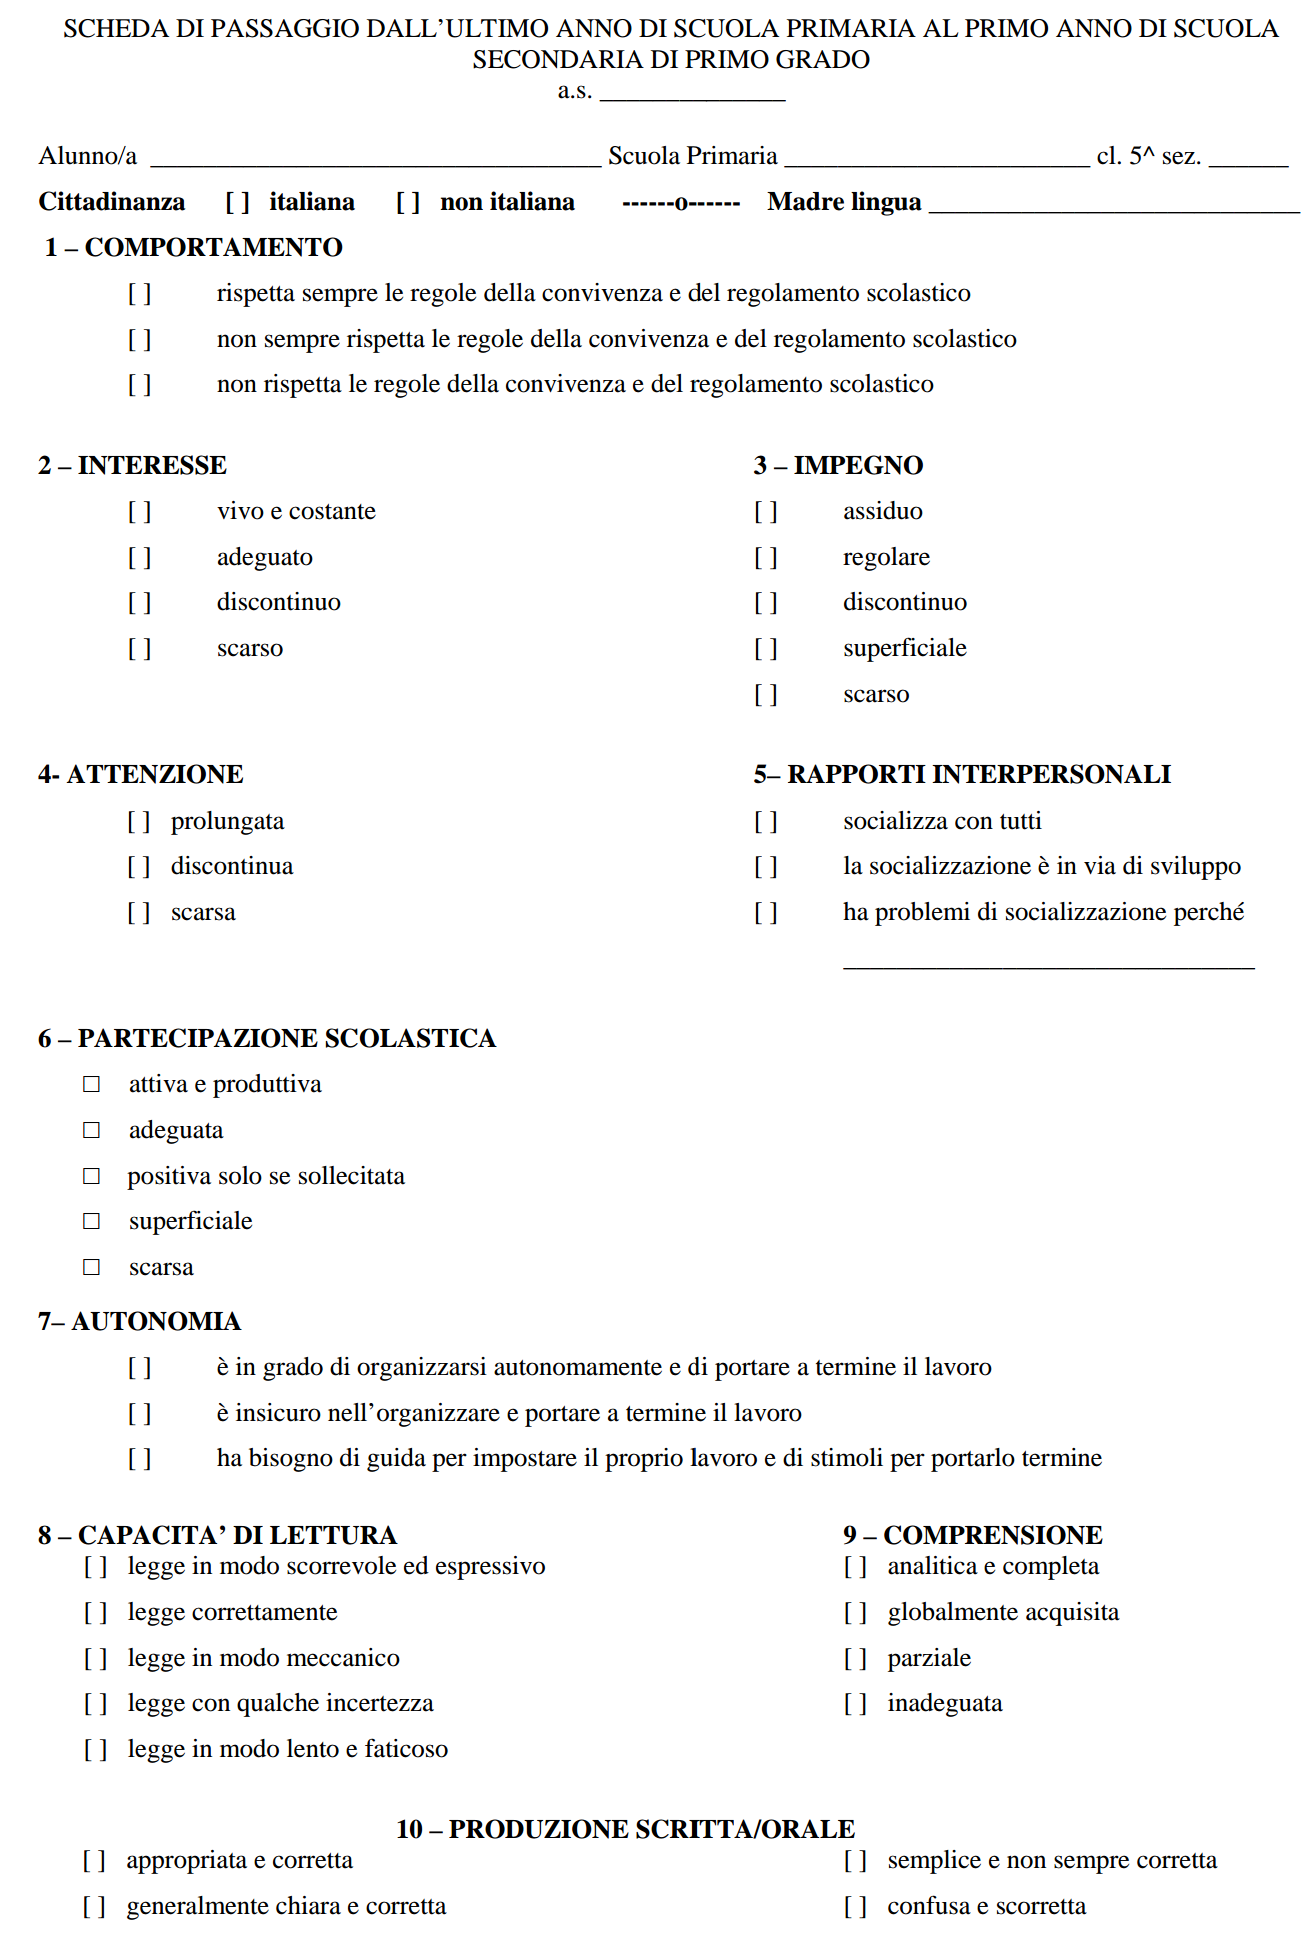 SCHEDA DI PASSAGGIO DALL’ULTIMO ANNO DI SCUOLA PRIMARIA AL PRIMO ANNO DI SCUOLA
SECONDARIA DI PRIMO GRADO
a.s. ______________
Alunno/a __________________________________ Scuola Primaria _______________________ cl. 5^ sez. ______
Cittadinanza [ ] italiana [ ] non italiana ------o------ Madre lingua ____________________________
1 – COMPORTAMENTO
[ ] rispetta sempre le regole della convivenza e del regolamento scolastico
[ ] non sempre rispetta le regole della convivenza e del regolamento scolastico
[ ] non rispetta le regole della convivenza e del regolamento scolastico
2 – INTERESSE
[ ] vivo e costante
[ ] adeguato
[ ] discontinuo
[ ] scarso
3 – IMPEGNO
[ ] assiduo
[ ] regolare
[ ] discontinuo
[ ] superficiale
[ ] scarso
4- ATTENZIONE
[ ] prolungata
[ ] discontinua
[ ] scarsa
5– RAPPORTI INTERPERSONALI
[ ] socializza con tutti
[ ] la socializzazione è in via di sviluppo
[ ] ha problemi di socializzazione perché
_______________________________
6 – PARTECIPAZIONE SCOLASTICA
□ attiva e produttiva
□ adeguata
□ positiva solo se sollecitata
□ superficiale
□ scarsa
7– AUTONOMIA
[ ] è in grado di organizzarsi autonomamente e di portare a termine il lavoro
[ ] è insicuro nell’organizzare e portare a termine il lavoro
[ ] ha bisogno di guida per impostare il proprio lavoro e di stimoli per portarlo termine
8 – CAPACITA’ DI LETTURA
[ ] legge in modo scorrevole ed espressivo
[ ] legge correttamente
[ ] legge in modo meccanico
[ ] legge con qualche incertezza
[ ] legge in modo lento e faticoso
9 – COMPRENSIONE
[ ] analitica e completa
[ ] globalmente acquisita
[ ] parziale
[ ] inadeguata
10 – PRODUZIONE SCRITTA/ORALE
[ ] appropriata e corretta
[ ] generalmente chiara e corretta
[ ] semplice e non sempre corretta
[ ] confusa e scorretta